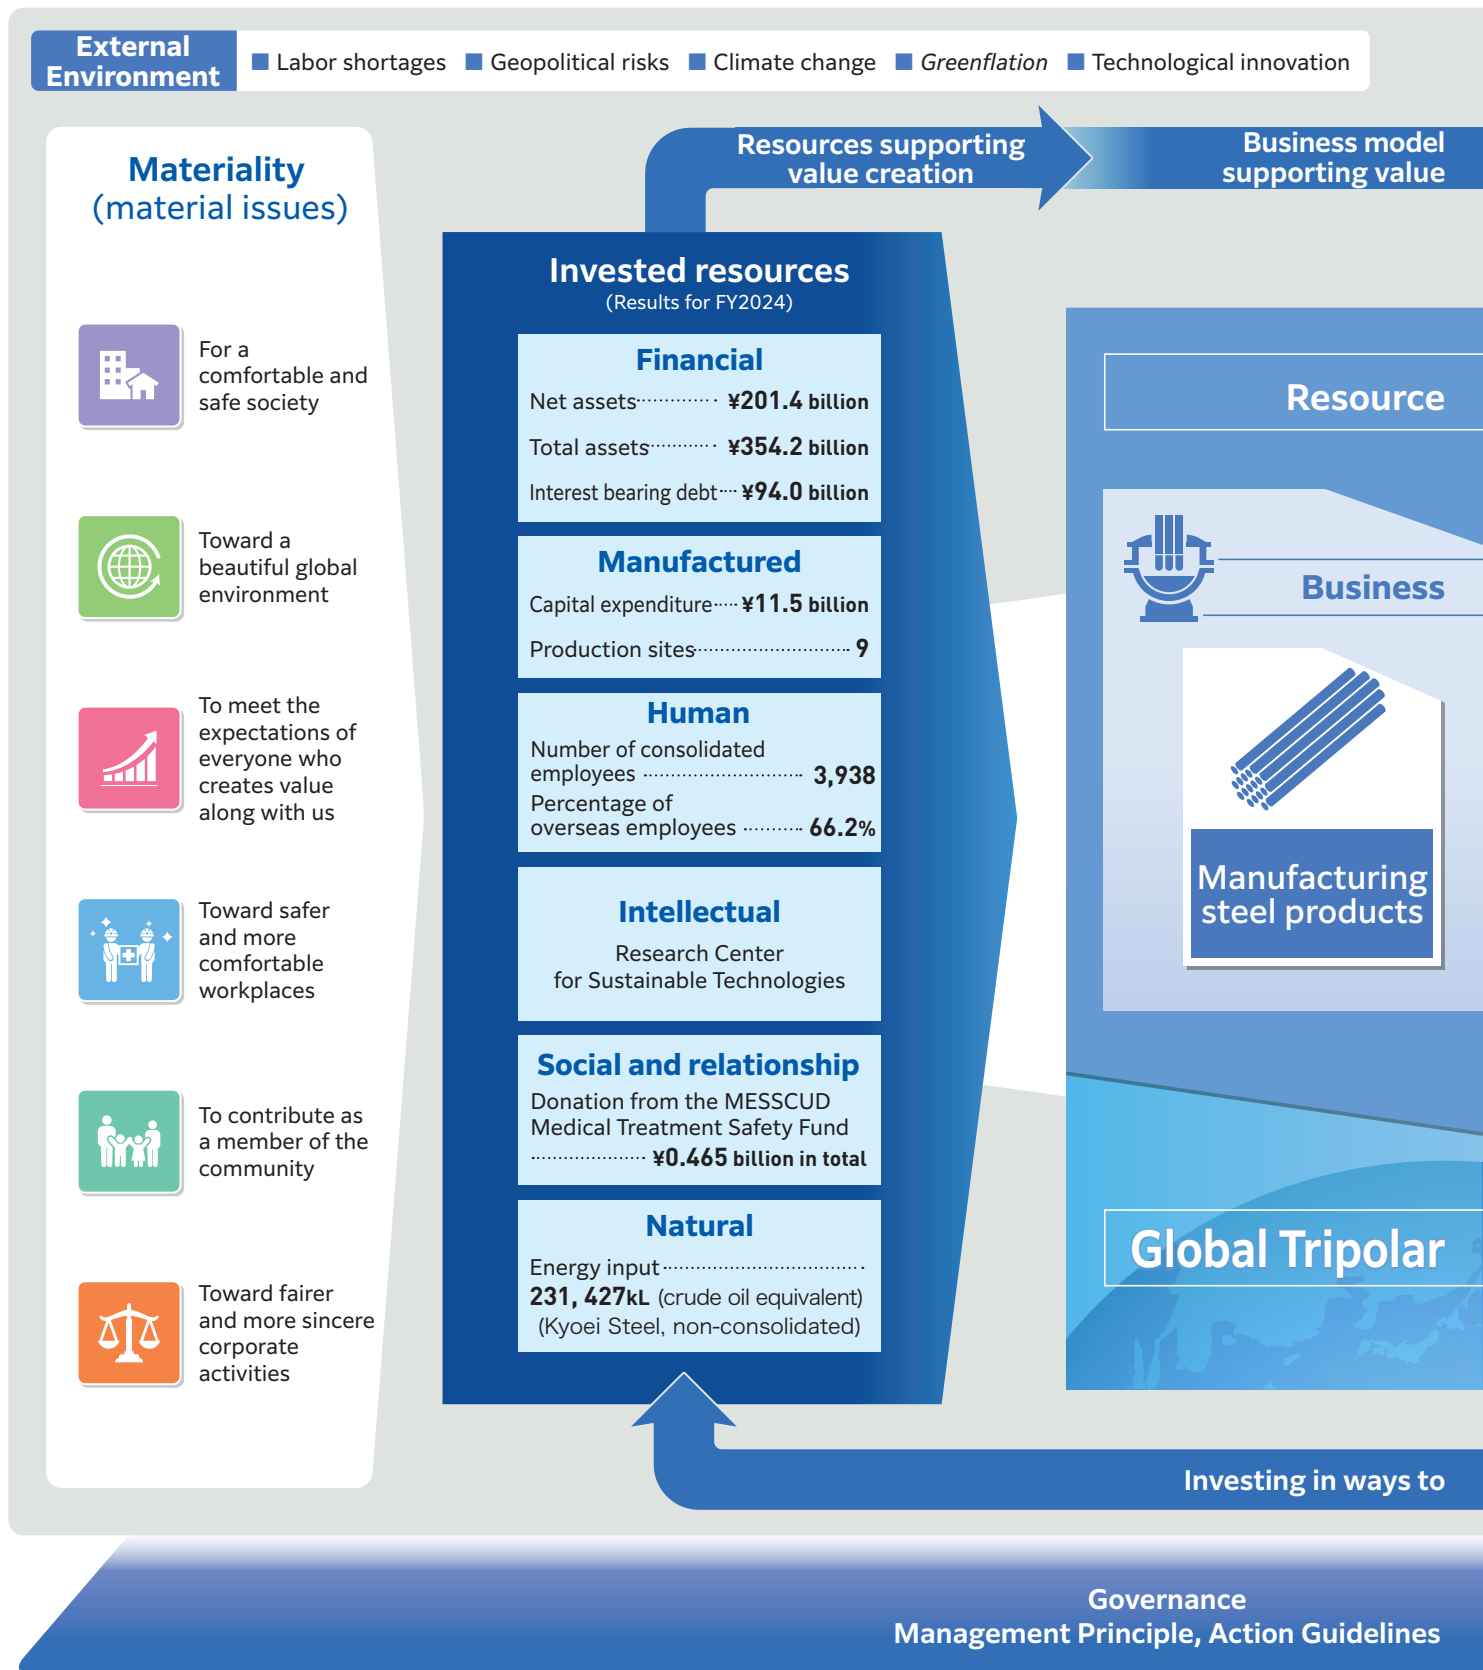 External
Environment
■ Labor shortages ■ Geopolitical risks ■ Climate change ■ Greenflation ■ Technological innovation
Materiality
(material issues)
For a
comfortable and
safe society
Toward a
beautiful global
environment
To meet the
expectations of
everyone who
creates value
along with us
Toward safer
and more
comfortable
workplaces
To contribute as
a member of the
community
Toward fairer
and more sincere
corporate
activities
Resources supporting
value creation
Invested resources
(Results for FY2024)
Financial
Net assets ¥201.4 billion
Total assets ¥354.2 billion
Interest bearing debt ¥94.0 billion
Manufactured
Capital expenditure ¥11.5 billion
Production sites 9
Human
Number of consolidated
employees 3,938
Percentage of
overseas employees 66.2%
Intellectual
Research Center
for Sustainable Technologies
Social and relationship
Donation from the MESSCUD
Medical Treatment Safety Fund
¥0.465 billion in total
Natural
Energy input
231, 427kL (crude oil equivalent)
(Kyoei Steel, non-consolidated)
Business model
supporting value
Resource
Business
Manufacturing
steel products
Global Tripolar
Investing in ways to
Governance
Management Principle, Action Guidelines